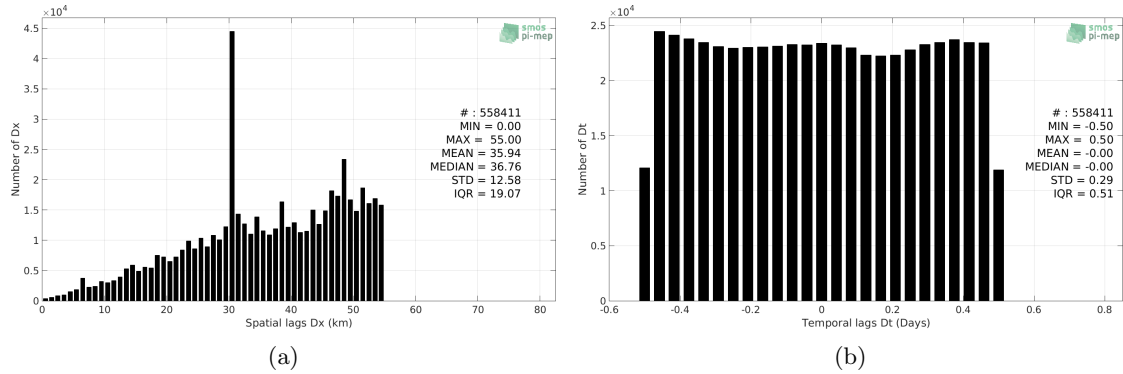 ×10⁴
4.5
4
3.5
3
2.5
2
1.5
1
0.5
0
Number of Dx
0 10 20 30 40 50 60 70 80
Spatial lags Dx (km)
smos
pi-mep
# : 558411
MIN = 0.00
MAX = 55.00
MEAN = 35.94
MEDIAN = 36.76
STD = 12.58
IQR = 19.07
(a)
×10⁴
2.5
2
1.5
1
0.5
0
Number of Dt
-0.6 -0.4 -0.2 0 0.2 0.4 0.6 0.8
Temporal lags Dt (Days)
smos
pi-mep
# : 558411
MIN = -0.50
MAX = 0.50
MEAN = -0.00
MEDIAN = -0.00
STD = 0.29
IQR = 0.51
(b)